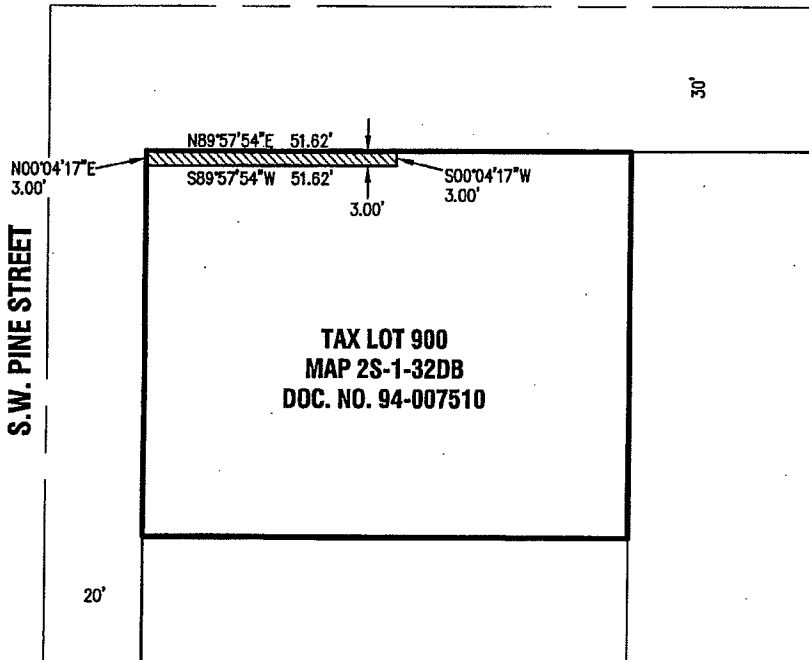 30'
N89°57'54"E 51.62'
N00°04'17"E
3.00'
S89°57'54"W 51.62'
S00°04'17"W
3.00'
3.00'
S.W. PINE STREET
TAX LOT 900
MAP 2S-1-32DB
DOC. NO. 94-007510
20'